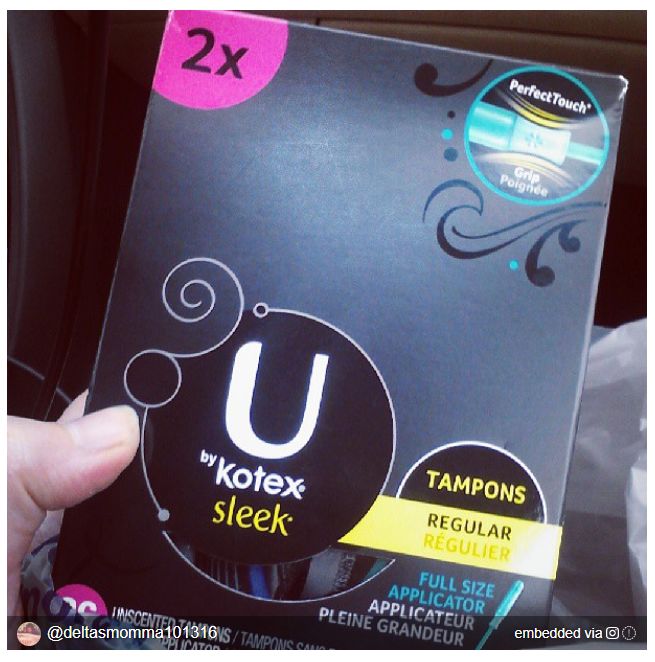 2x
PerfectTouch*
Grip
Poignée
U
by Kotex®
sleek®
TAMPONS
REGULAR
RÉGULIER
FULL SIZE
APPLICATOR
APPLICATEUR
PLEINE GRANDEUR
UNSCENTED TAMPONS / TAMPONS SANS
@deltasmomma101316
embedded via